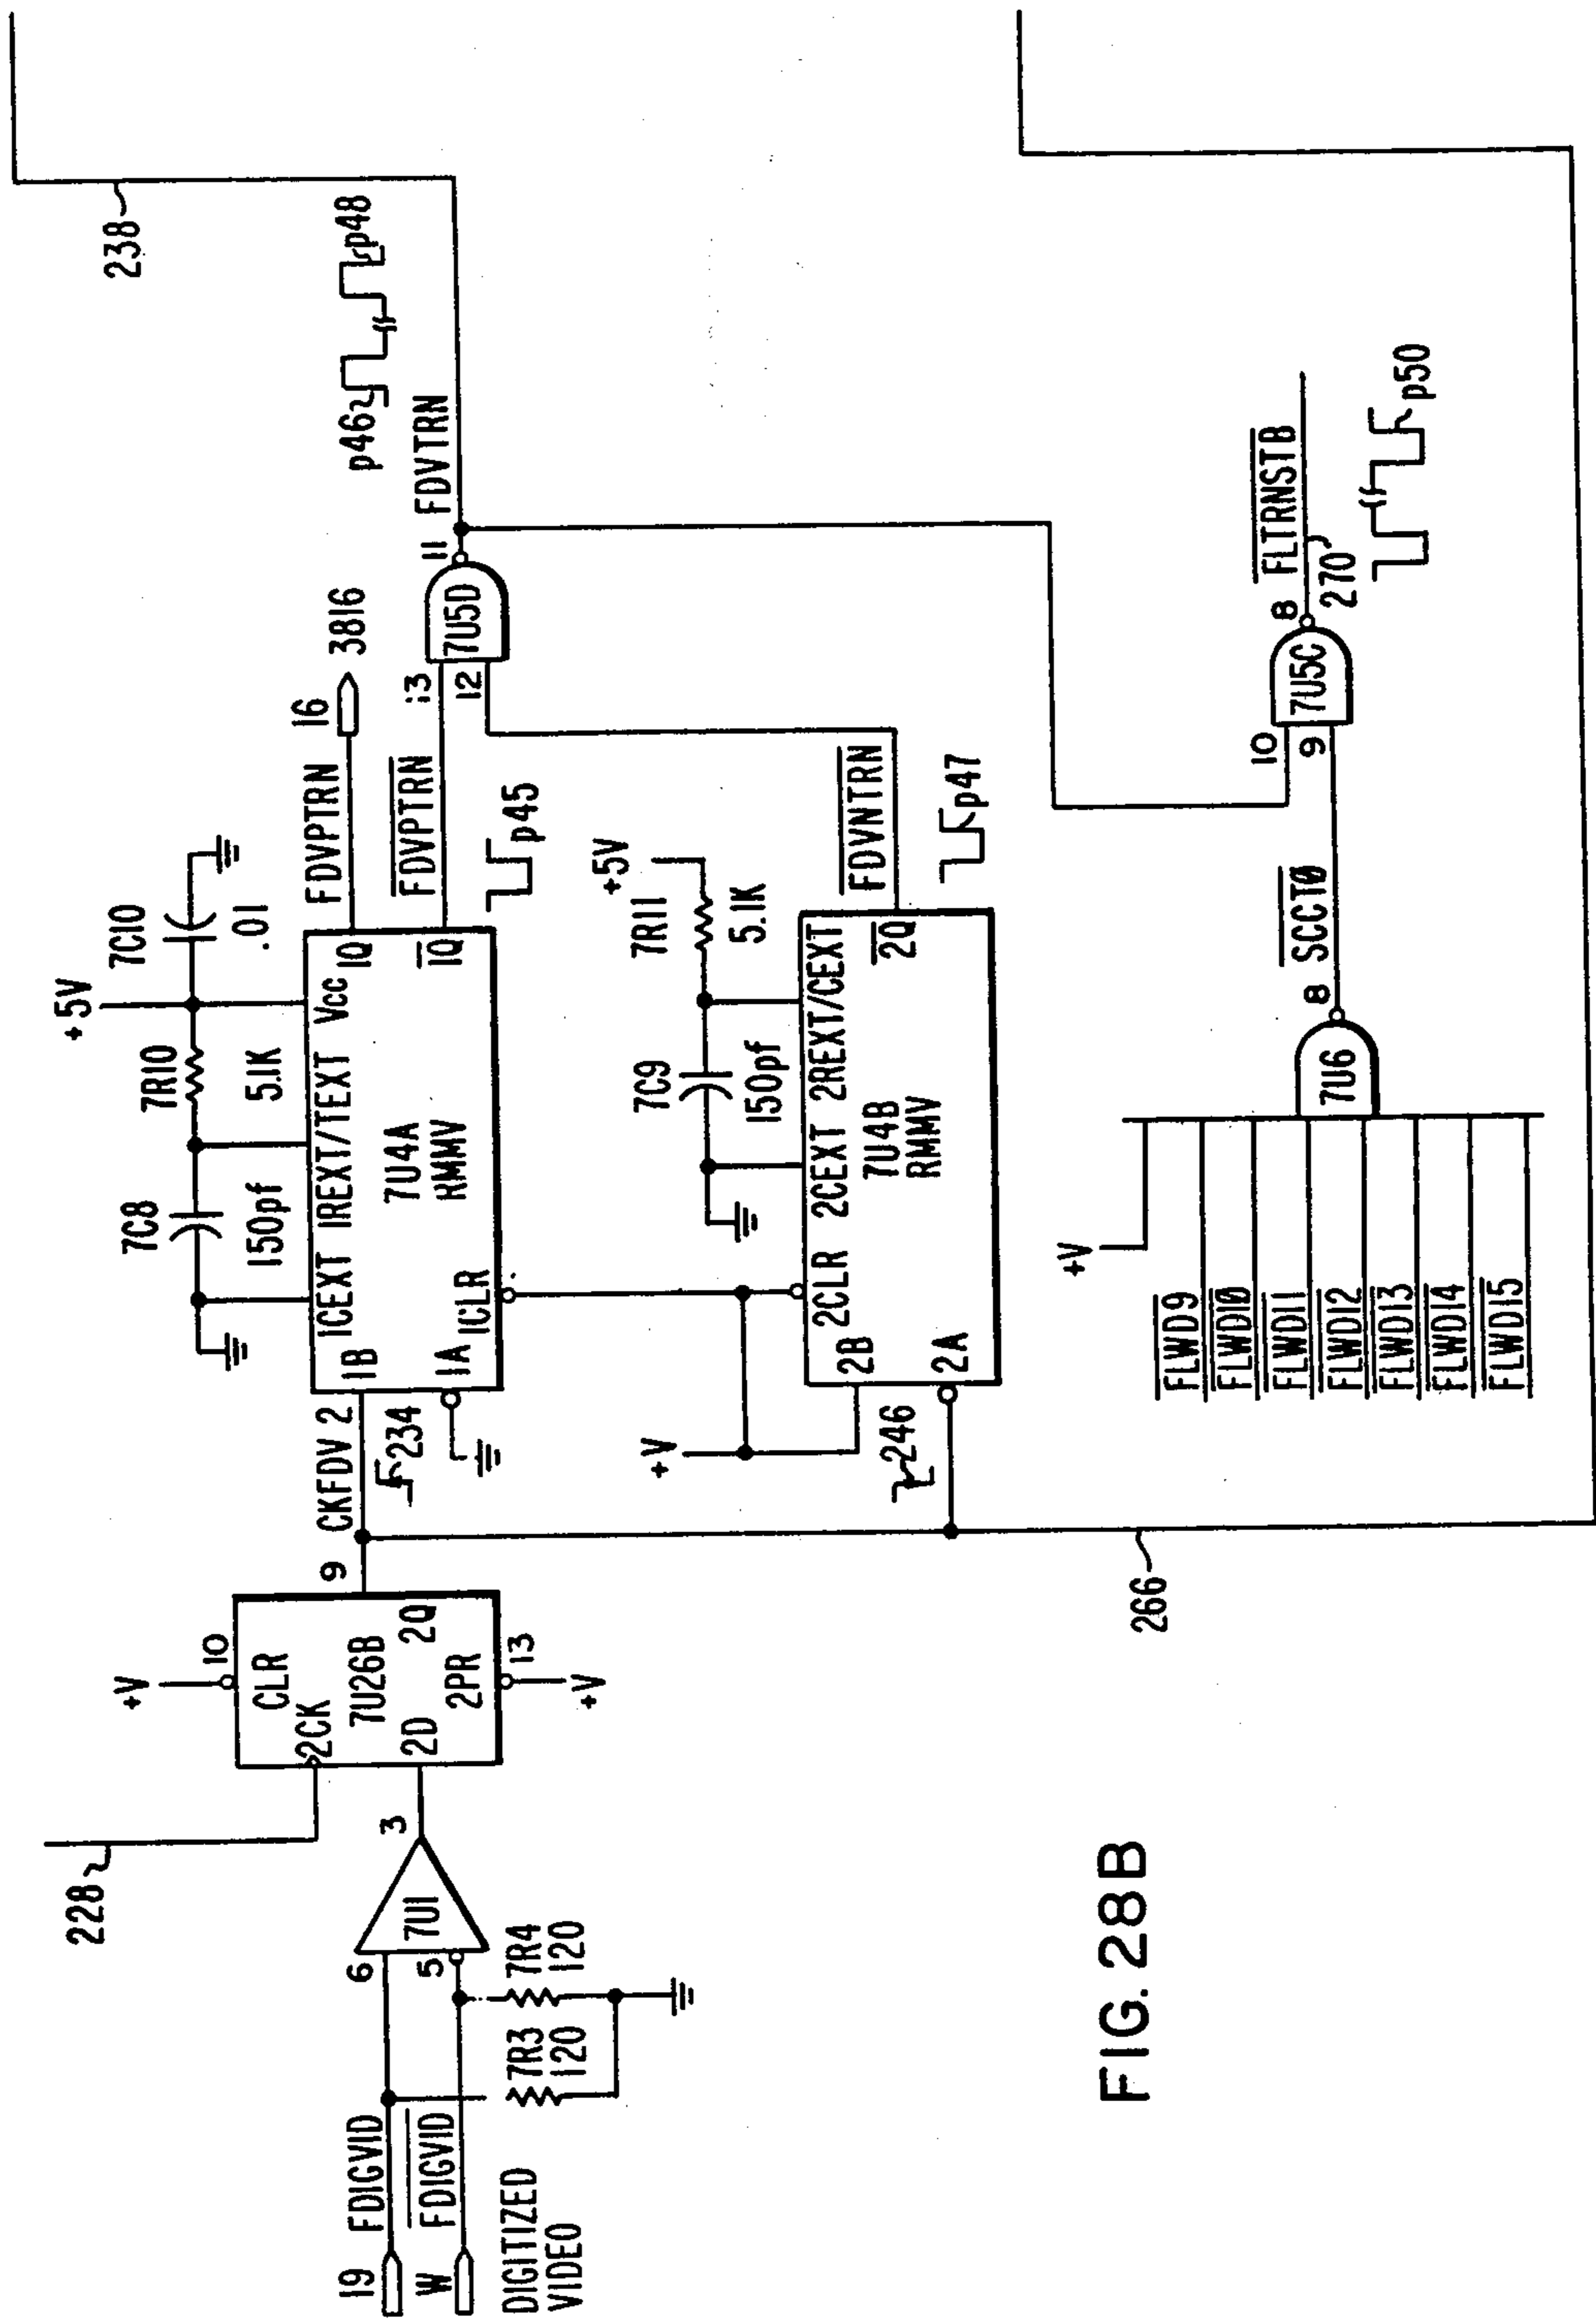 19
FDIGVID
W
FDIGVID
DIGITIZED
VIDEO
7R3
120
7R4
120
6
5
7U1
3
228
+V
10
CLR
2CK
7U26B
2D
2Q
2PR
13
+V
9
CKFDV 2
234
266
7C8
150pf
7R10
5.1K
+5V
7C10
.01
1CEXT 1REXT/TEXT Vcc
1B
1Q
7U4A
RMMV
1A
1CLR
1Q
FDVPTRN
16
3816
FDVPTRN
p45
13
12
7U5D
11
FDVTRN
p46
p48
238
+V
246
7C9
150pf
7R11
5.1K
+5V
2CLR 2CEXT 2REXT/CEXT
2B
7U4B
RMMV
2A
2Q
FDVNTRN
p47
+V
FLWD9
FLWD1Ø
FLWD11
FLWD12
FLWD13
FLWD14
FLWD15
7U6
8
SCCTØ
10
9
7U5C
8
FLTRNSTB
270
p50
FIG. 28B